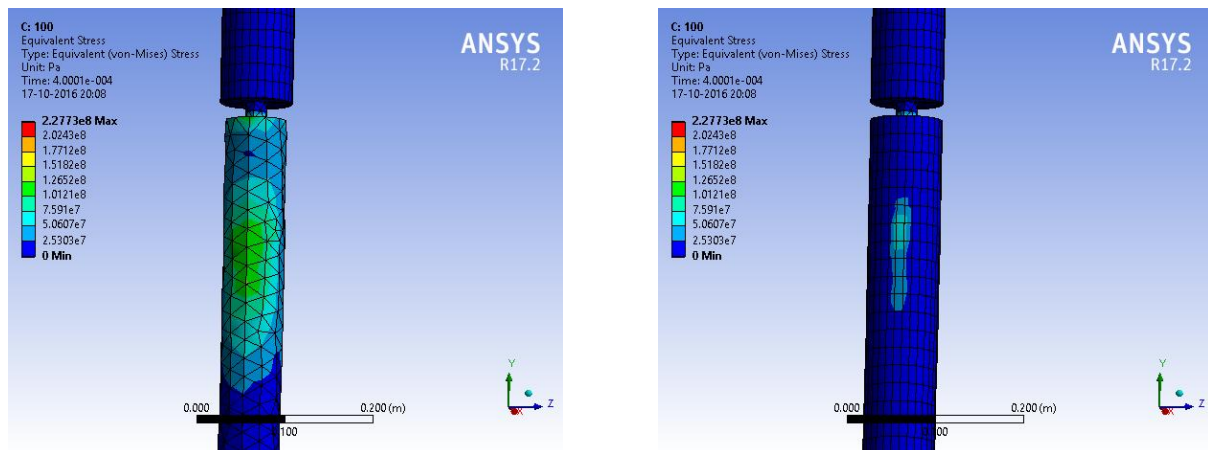 C: 100
Equivalent Stress
Type: Equivalent (von-Mises) Stress
Unit: Pa
Time: 4.0001e-004
17-10-2016 20:08
ANSYS
R17.2
2.2773e8 Max
2.0243e8
1.7712e8
1.5182e8
1.2652e8
1.0121e8
7.591e7
5.0607e7
2.5303e7
0 Min
0.000
0.200 (m)
0.100
Y
Z
X
C: 100
Equivalent Stress
Type: Equivalent (von-Mises) Stress
Unit: Pa
Time: 4.0001e-004
17-10-2016 20:08
ANSYS
R17.2
2.2773e8 Max
2.0243e8
1.7712e8
1.5182e8
1.2652e8
1.0121e8
7.591e7
5.0607e7
2.5303e7
0 Min
0.000
0.200 (m)
0.100
Y
Z
X